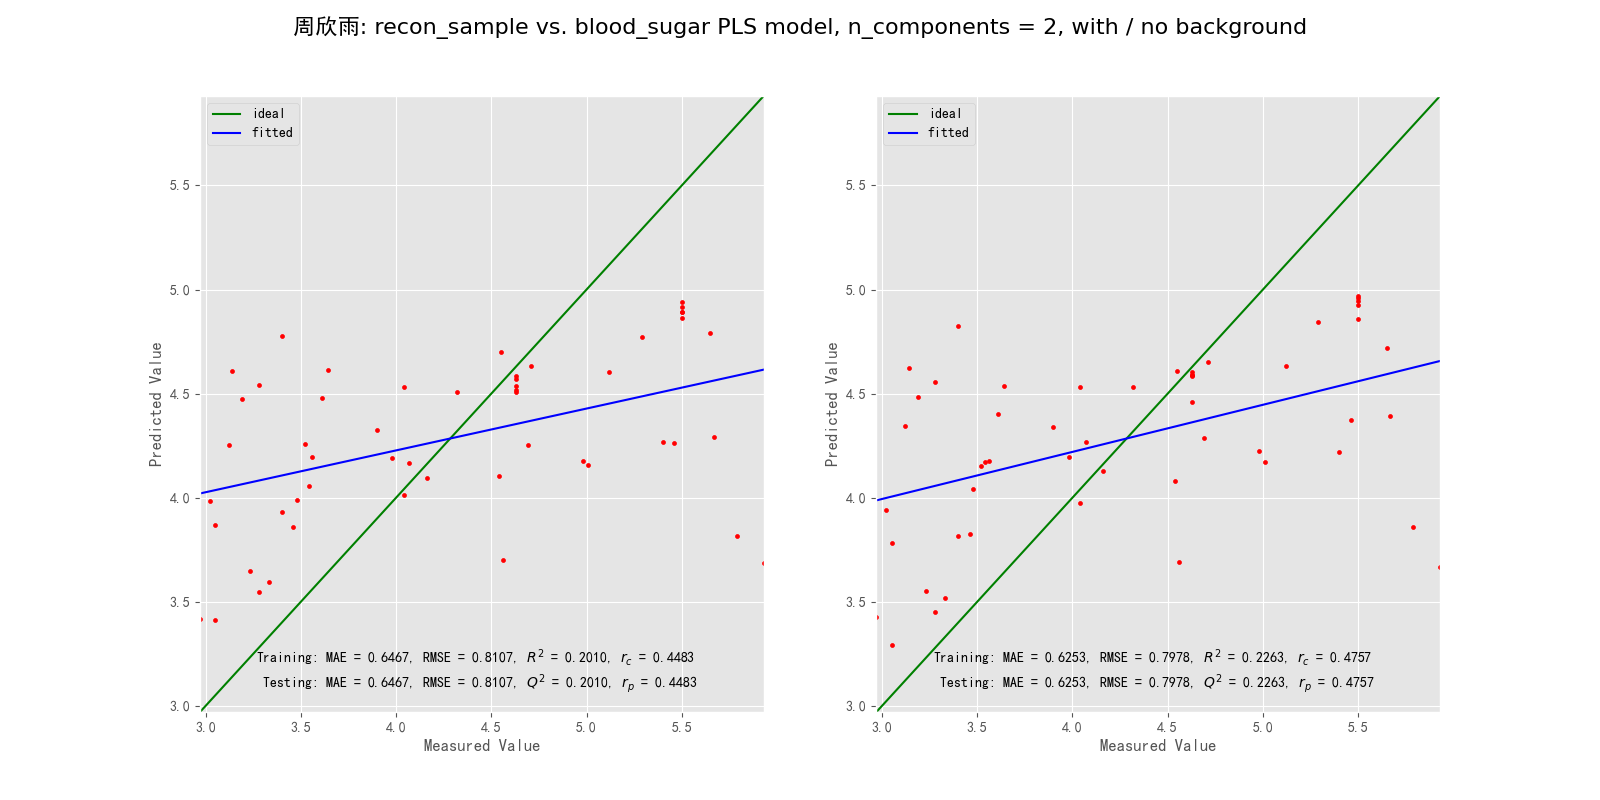 周欣雨: recon_sample vs. blood_sugar PLS model, n_components = 2, with / no background
ideal
fitted
5.5
5.0
4.5
4.0
3.5
3.0
Predicted Value
Training: MAE = 0.6467, RMSE = 0.8107, R² = 0.2010, r_c = 0.4483
Testing: MAE = 0.6467, RMSE = 0.8107, Q² = 0.2010, r_p = 0.4483
3.0 3.5 4.0 4.5 5.0 5.5
Measured Value
ideal
fitted
5.5
5.0
4.5
4.0
3.5
3.0
Predicted Value
Training: MAE = 0.6253, RMSE = 0.7978, R² = 0.2263, r_c = 0.4757
Testing: MAE = 0.6253, RMSE = 0.7978, Q² = 0.2263, r_p = 0.4757
3.0 3.5 4.0 4.5 5.0 5.5
Measured Value